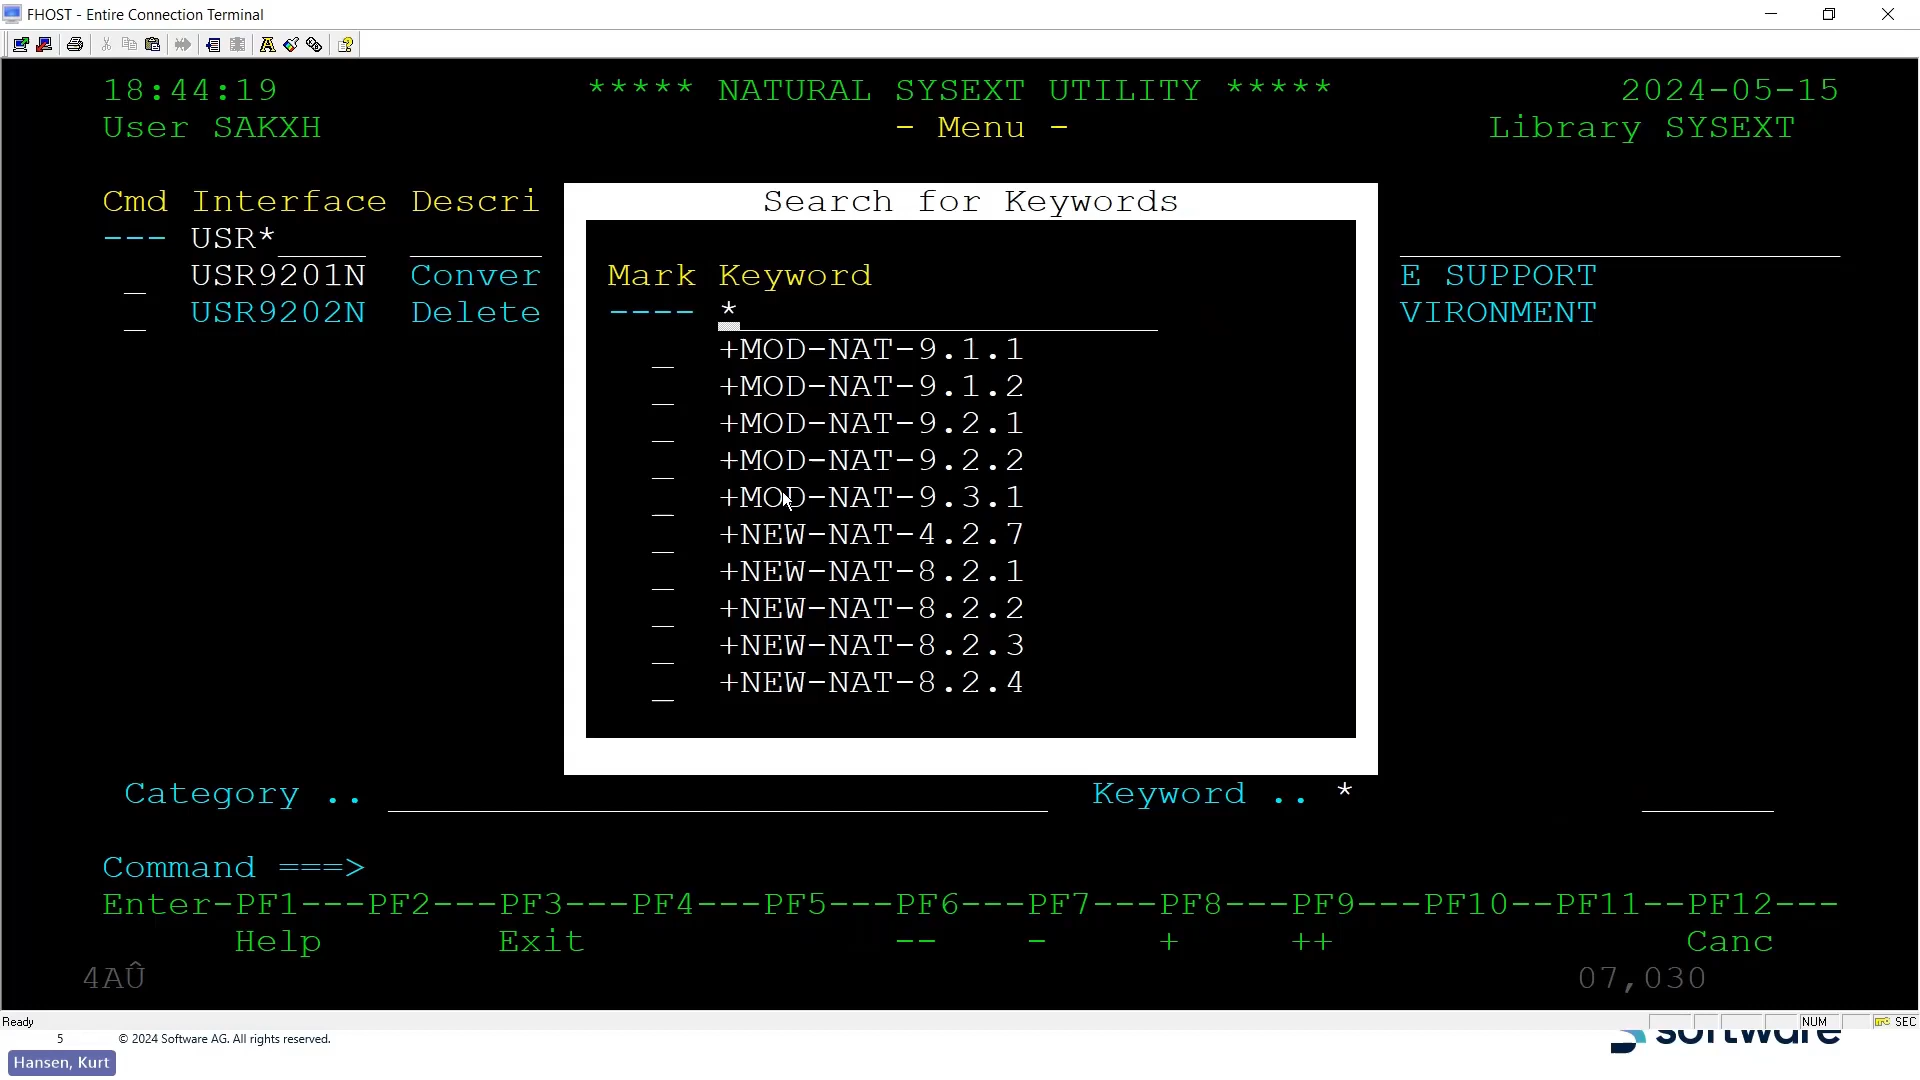 FHOST - Entire Connection Terminal
18:44:19 ***** NATURAL SYSEXT UTILITY ***** 2024-05-15
User SAKXH - Menu - Library SYSEXT
Cmd Interface Descri Search for Keywords
--- USR*
_ USR9201N Conver Mark Keyword E SUPPORT
_ USR9202N Delete ---- * VIRONMENT
_ +MOD-NAT-9.1.1
_ +MOD-NAT-9.1.2
_ +MOD-NAT-9.2.1
_ +MOD-NAT-9.2.2
_ +MOD-NAT-9.3.1
_ +NEW-NAT-4.2.7
_ +NEW-NAT-8.2.1
_ +NEW-NAT-8.2.2
_ +NEW-NAT-8.2.3
_ +NEW-NAT-8.2.4
Category .. Keyword .. *
Command ===>
Enter-PF1---PF2---PF3---PF4---PF5---PF6---PF7---PF8---PF9---PF10--PF11--PF12---
Help Exit -- - + ++ Canc
4AÛ 07,030
Ready NUM SEC
5 © 2024 Software AG. All rights reserved. software
Hansen, Kurt